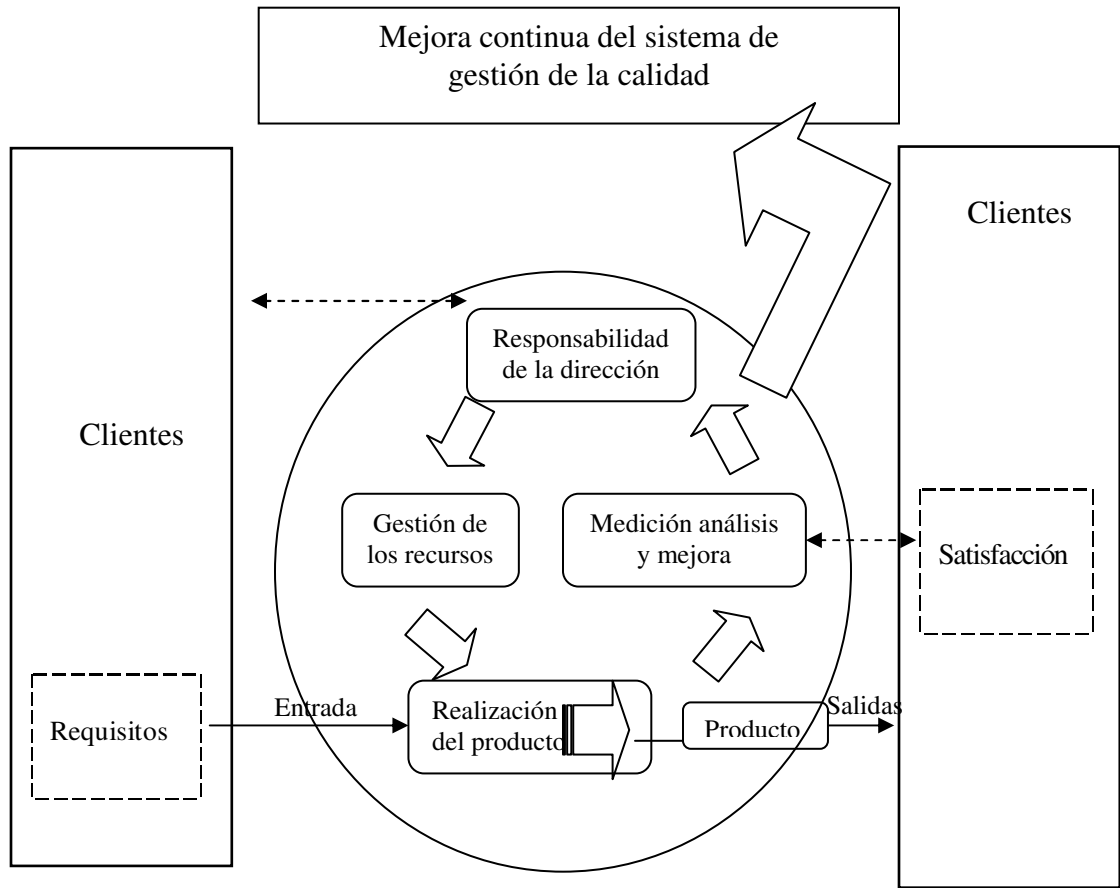 Mejora continua del sistema de
gestión de la calidad
Clientes
Clientes
Responsabilidad
de la dirección
Gestión de
los recursos
Medición análisis
y mejora
Satisfacción
Requisitos
Entrada
Realización
del producto
Producto
Salidas